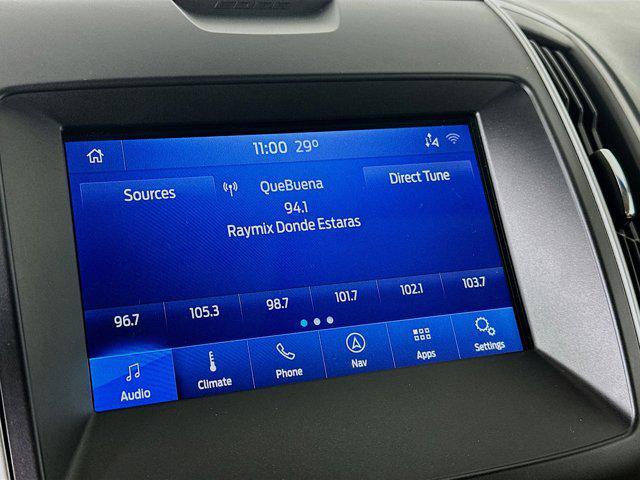 11:00 29°
Sources
QueBuena
Direct Tune
94.1
Raymix Donde Estaras
96.7 105.3 98.7 101.7 102.1 103.7
Audio Climate Phone Nav Apps Settings